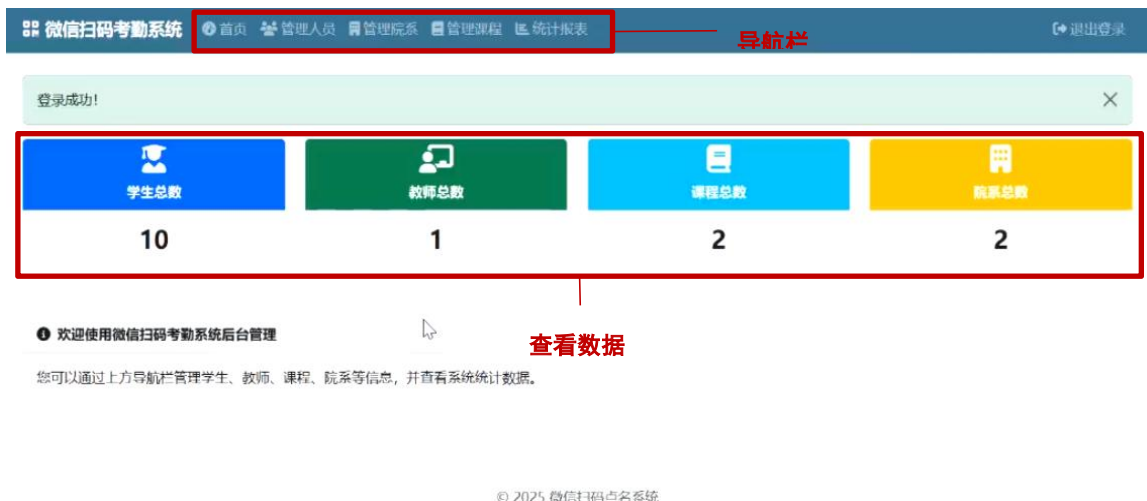 微信扫码考勤系统 首页 管理人员 管理院系 管理课程 统计报表 导航栏 退出登录
登录成功!
学生总数 教师总数 课程总数 院系总数
10 1 2 2
欢迎使用微信扫码考勤系统后台管理
查看数据
您可以通过上方导航栏管理学生、教师、课程、院系等信息，并查看系统统计数据。
© 2025 微信扫码点名系统